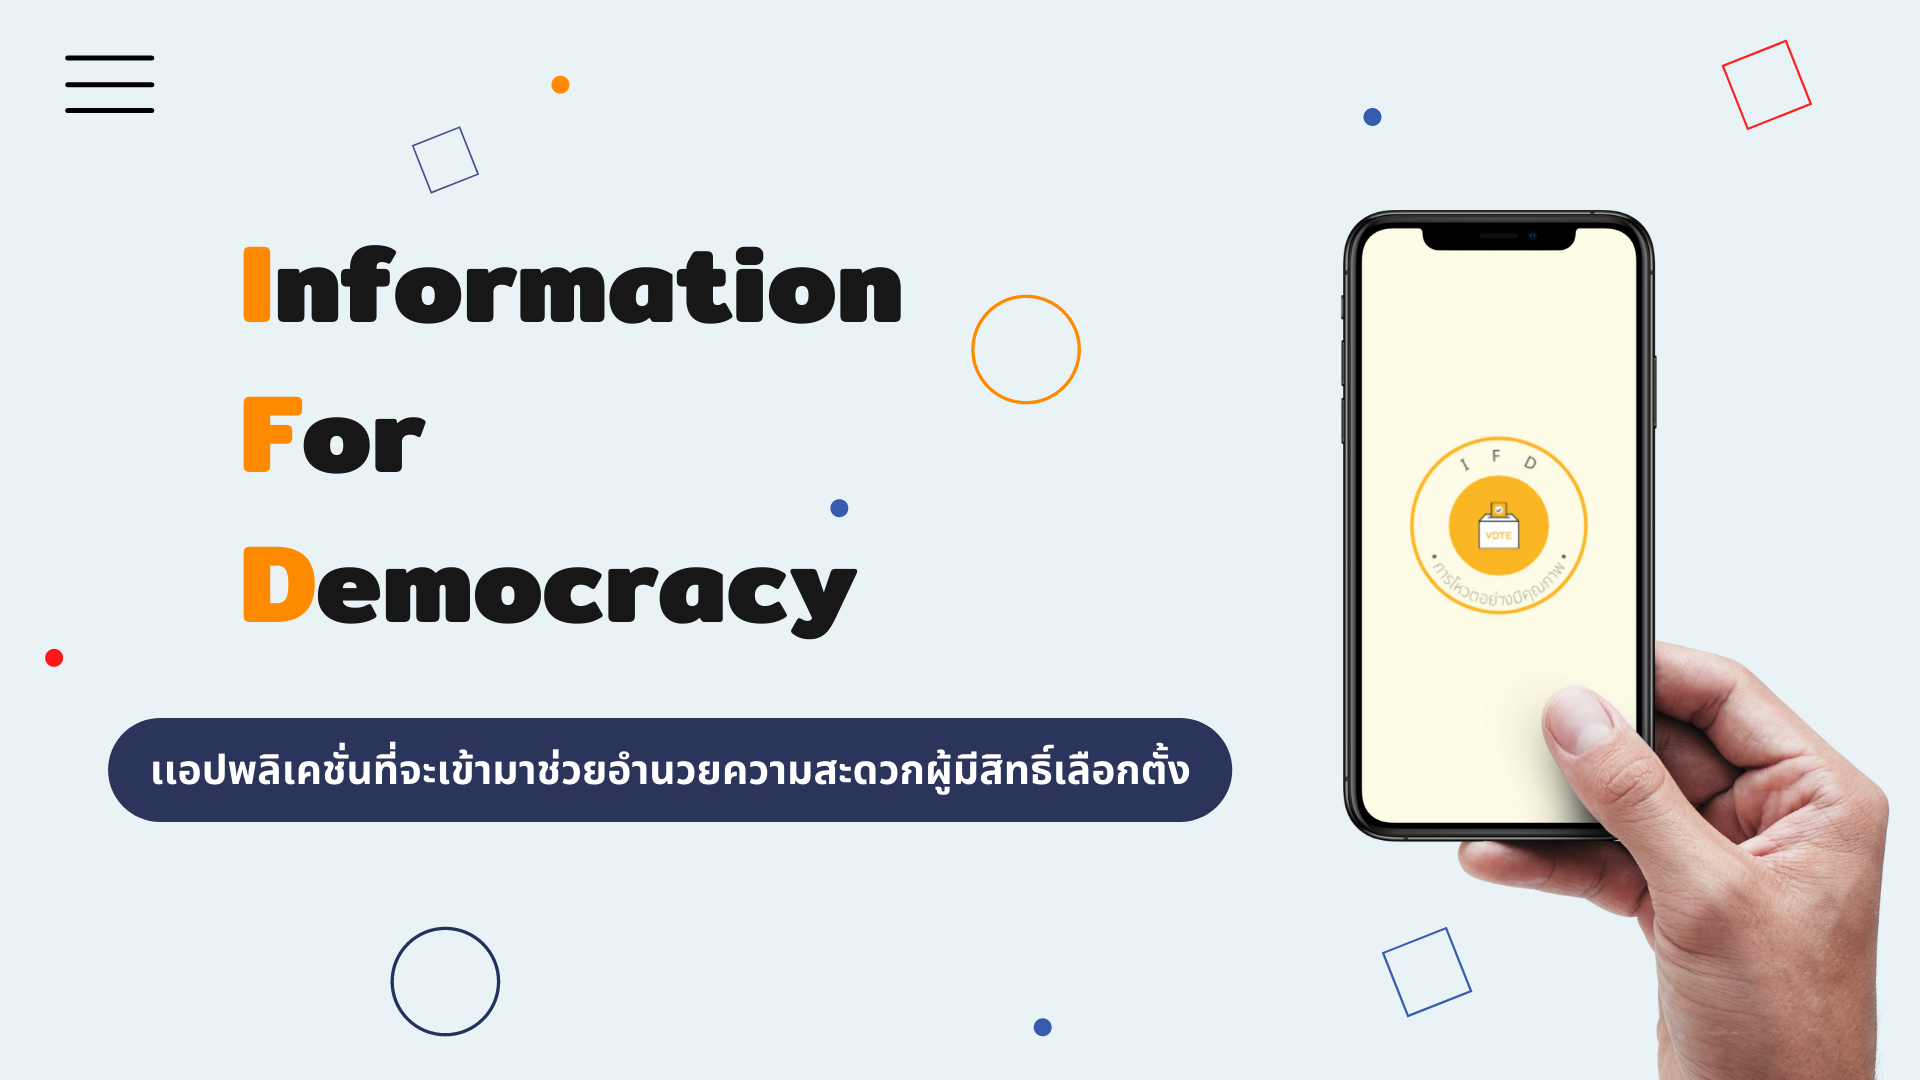 Information
For
Democracy
แอปพลิเคชั่นที่จะเข้ามาช่วยอำนวยความสะดวกผู้มีสิทธิ์เลือกตั้ง
I F D
VOTE
• การโหวตอย่างมีคุณภาพ •